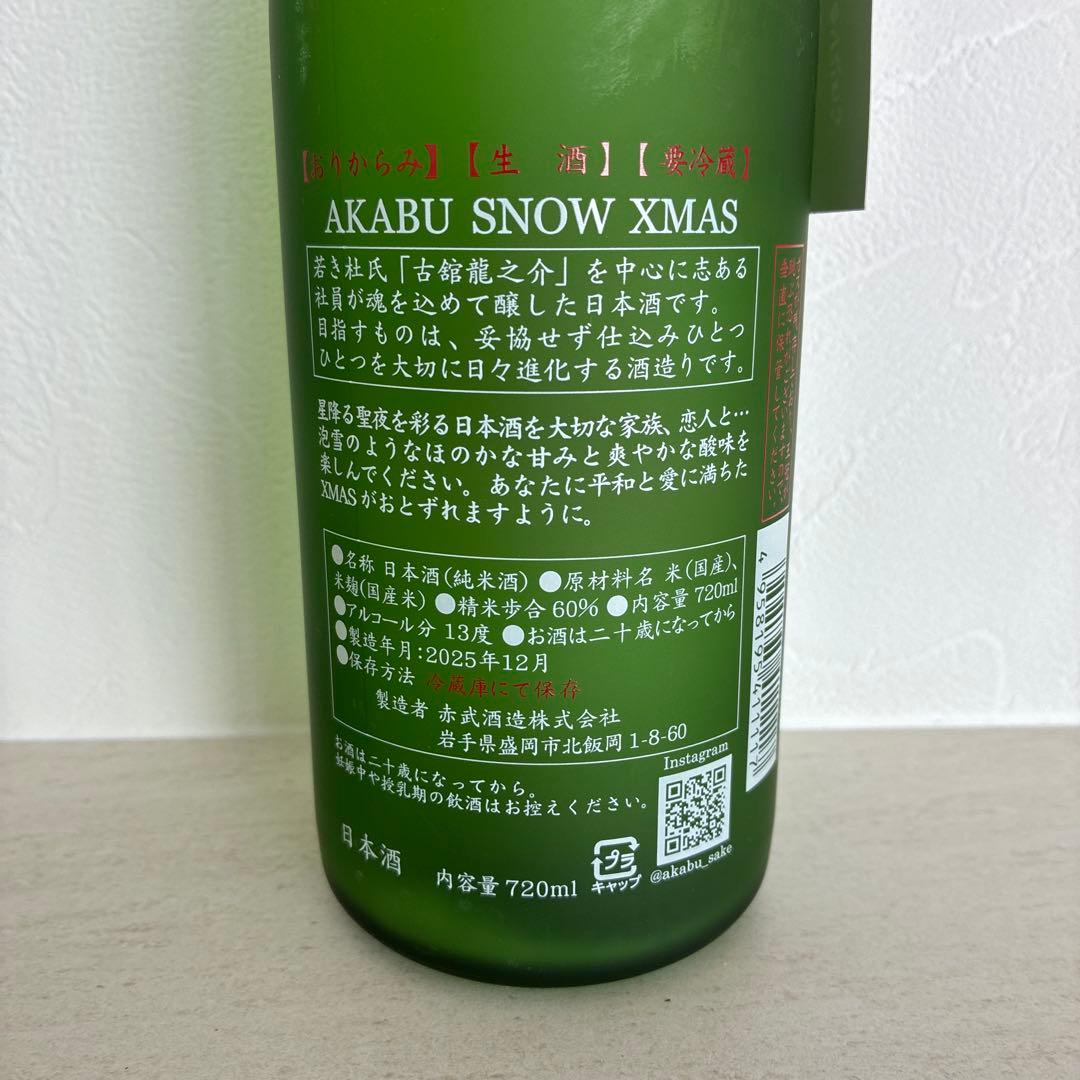 【おりからみ】【生 酒】【要冷蔵】
AKABU SNOW XMAS
若き杜氏「古舘龍之介」を中心に志ある
社員が魂を込めて醸した日本酒です。
目指すものは、妥協せず仕込みひとつ
ひとつを大切に日々進化する酒造りです。
星降る聖夜を彩る日本酒を大切な家族、恋人と…
泡雪のようなほのかな甘みと爽やかな酸味を
楽しんでください。あなたに平和と愛に満ちた
XMASがおとずれますように。
●名称 日本酒(純米酒) ●原材料名 米(国産)、
米麹(国産米) ●精米歩合 60% ●内容量 720ml
●アルコール分 13度 ●お酒は二十歳になってから
●製造年月:2025年12月
●保存方法 冷蔵庫にて保存
製造者 赤武酒造株式会社
岩手県盛岡市北飯岡 1-8-60
お酒は二十歳になってから。
妊娠中や授乳期の飲酒はお控えください。
Instagram
@akabu_sake
プラ
キャップ
日本酒
内容量 720ml
垂直に保管してください。
4 958195 411117